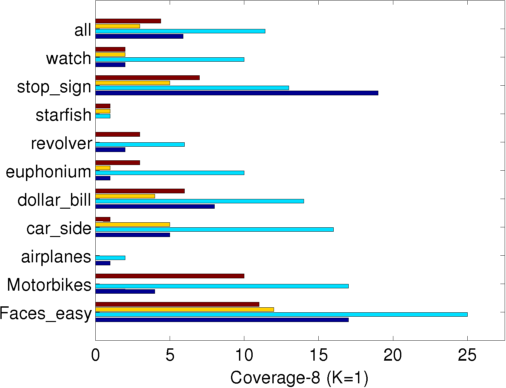 all
watch
stop_sign
starfish
revolver
euphonium
dollar_bill
car_side
airplanes
Motorbikes
Faces_easy
0 5 10 15 20 25
Coverage-8 (K=1)